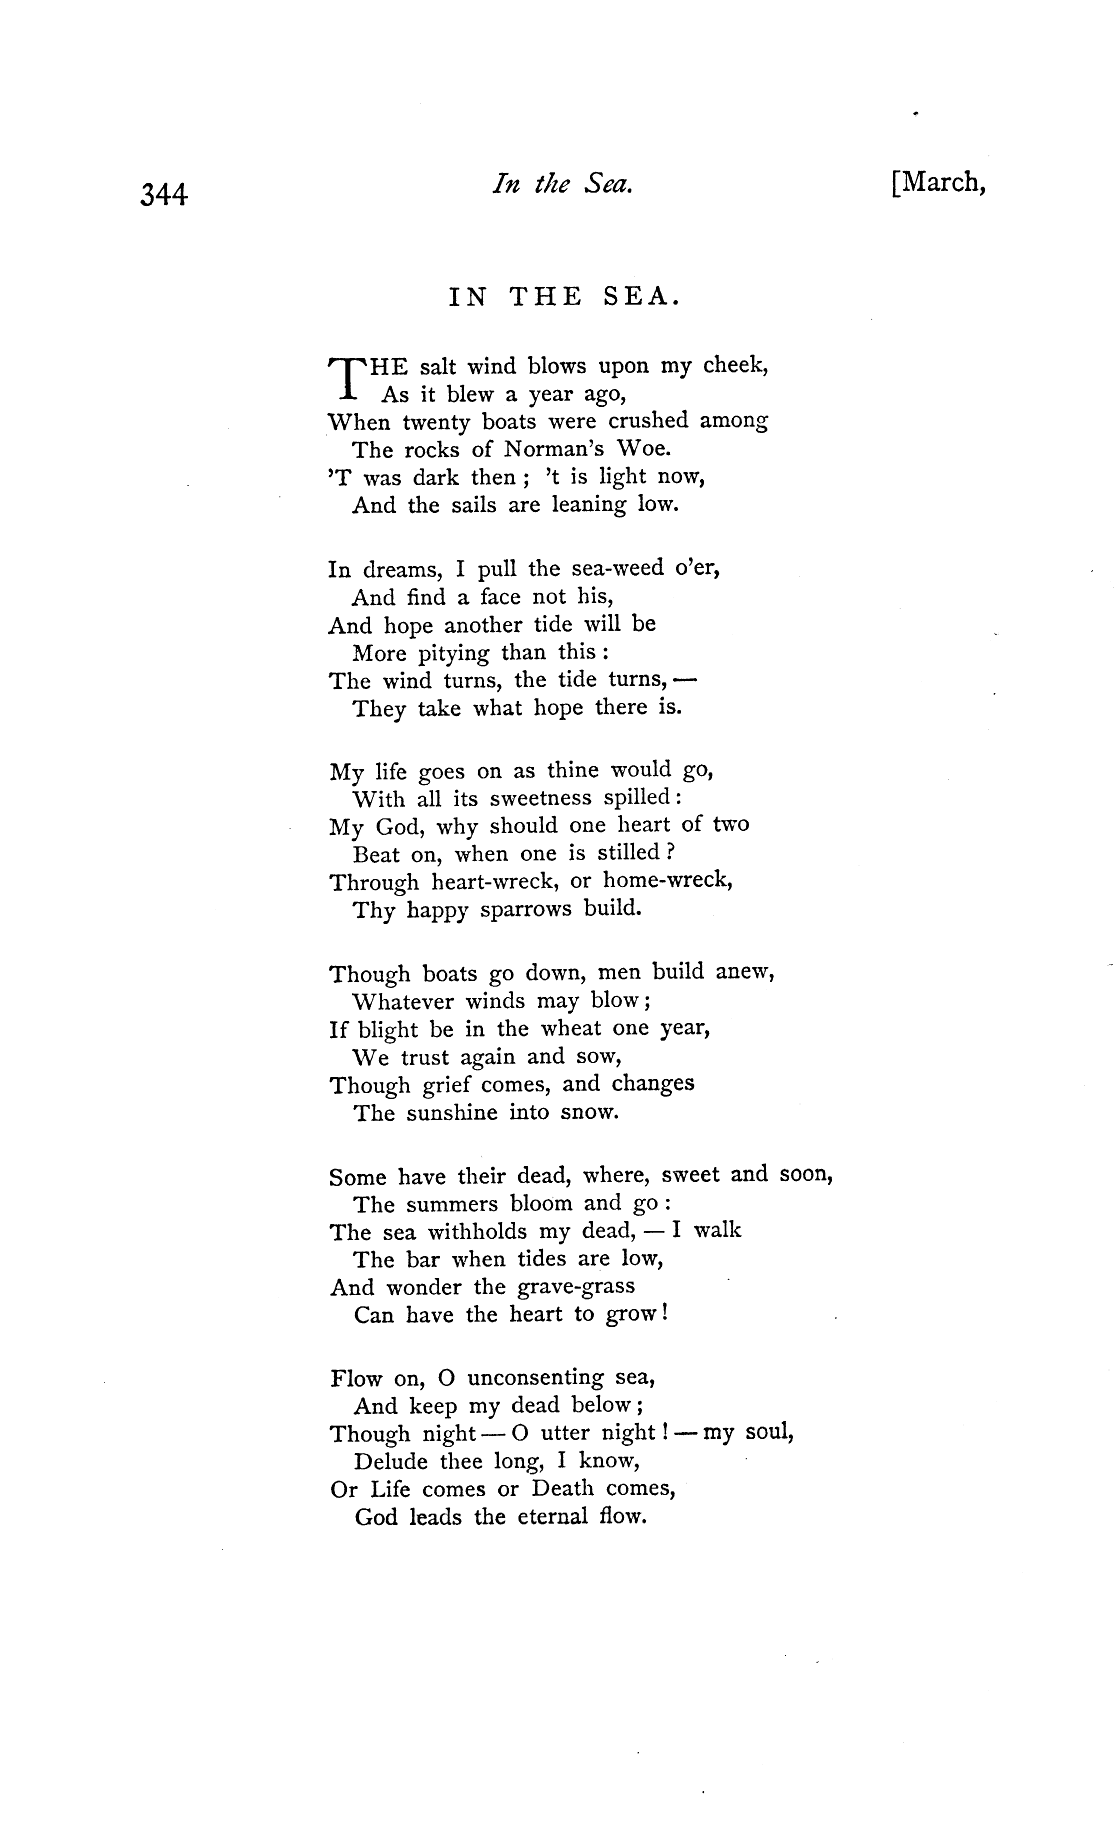 344 In the Sea. [March,
IN THE SEA.
THE salt wind blows upon my cheek,
As it blew a year ago,
When twenty boats were crushed among
The rocks of Norman's Woe.
'T was dark then; 't is light now,
And the sails are leaning low.
In dreams, I pull the sea-weed o'er,
And find a face not his,
And hope another tide will be
More pitying than this:
The wind turns, the tide turns,—
They take what hope there is.
My life goes on as thine would go,
With all its sweetness spilled:
My God, why should one heart of two
Beat on, when one is stilled?
Through heart-wreck, or home-wreck,
Thy happy sparrows build.
Though boats go down, men build anew,
Whatever winds may blow;
If blight be in the wheat one year,
We trust again and sow,
Though grief comes, and changes
The sunshine into snow.
Some have their dead, where, sweet and soon,
The summers bloom and go:
The sea withholds my dead,—I walk
The bar when tides are low,
And wonder the grave-grass
Can have the heart to grow!
Flow on, O unconsenting sea,
And keep my dead below;
Though night—O utter night!—my soul,
Delude thee long, I know,
Or Life comes or Death comes,
God leads the eternal flow.